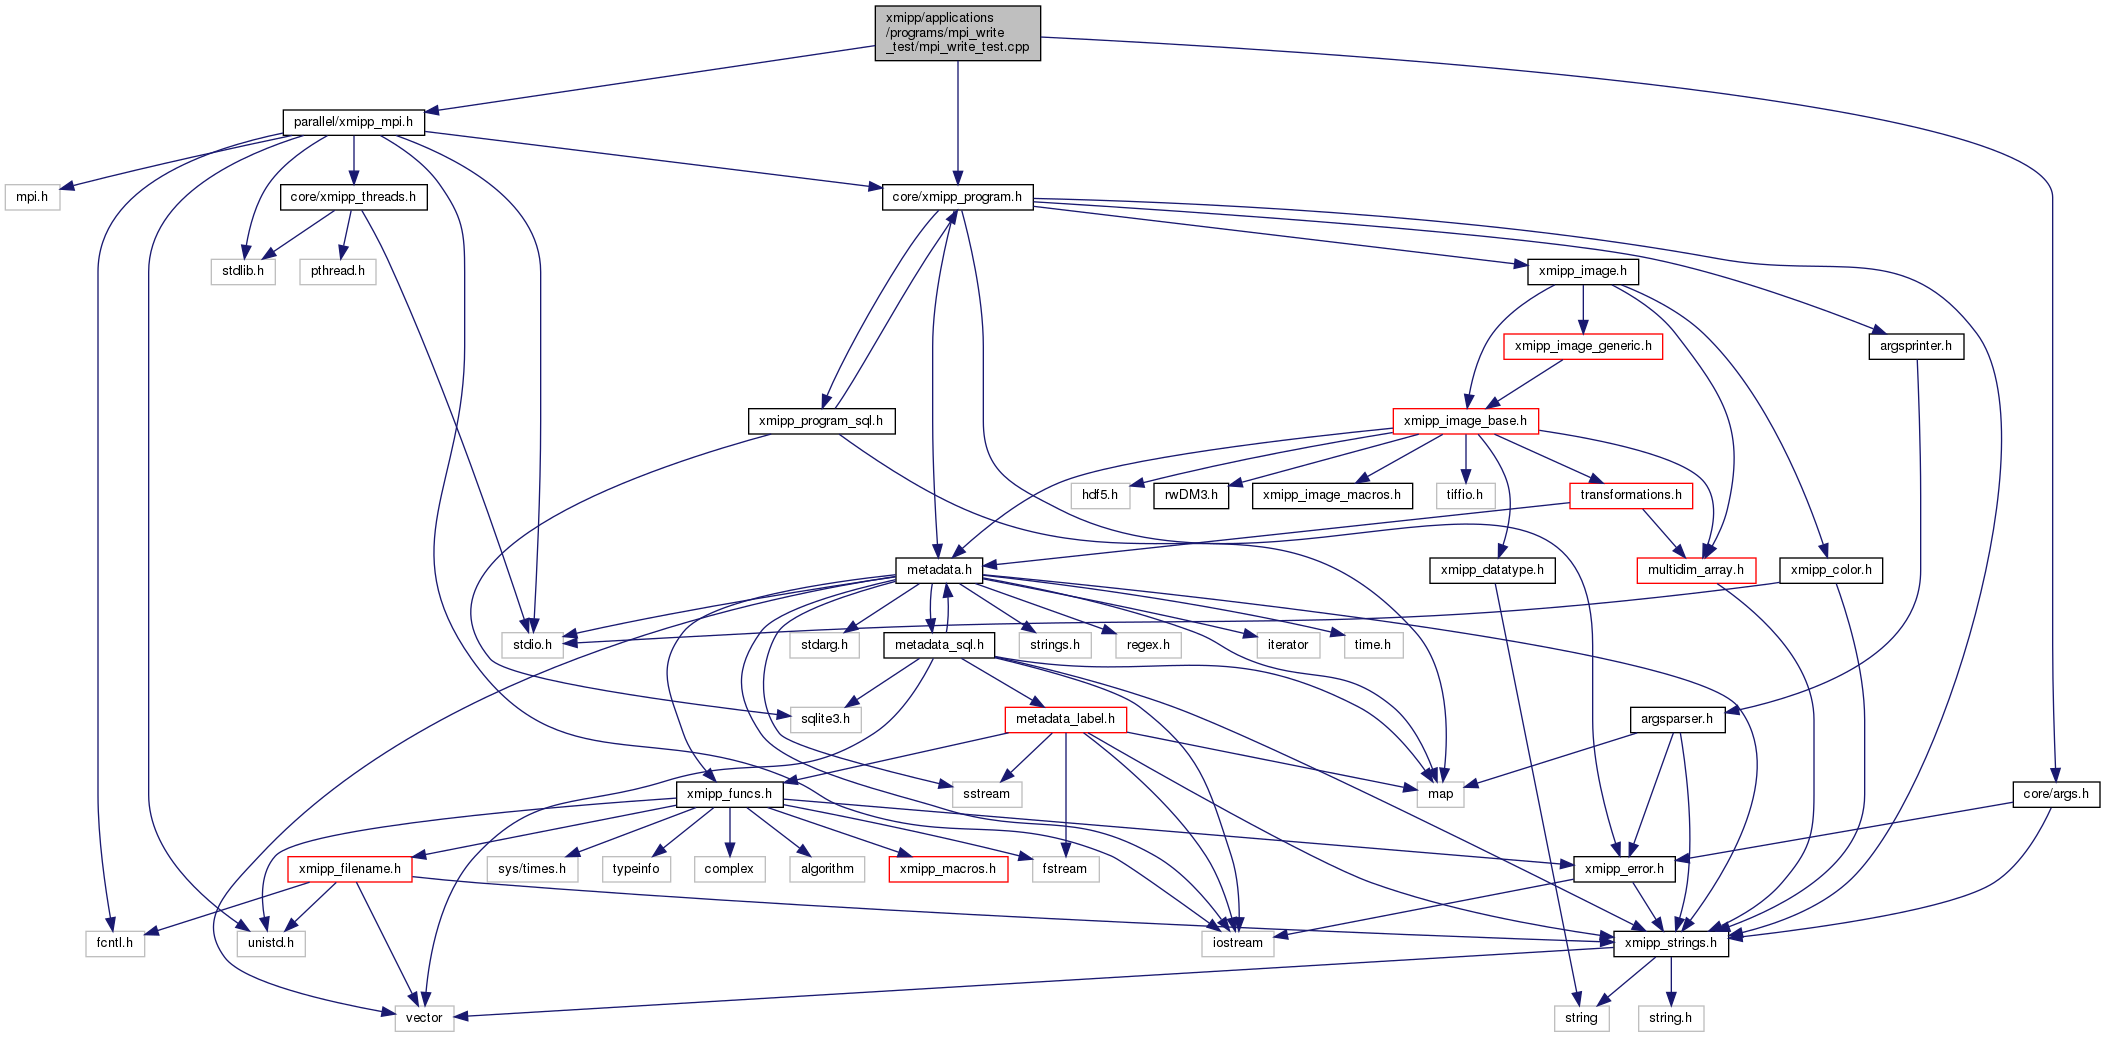 xmipp/applications
/programs/mpi_write
_test/mpi_write_test.cpp
parallel/xmipp_mpi.h
mpi.h
core/xmipp_threads.h
core/xmipp_program.h
stdlib.h
pthread.h
xmipp_image.h
xmipp_image_generic.h
argsprinter.h
xmipp_program_sql.h
xmipp_image_base.h
hdf5.h
rwDM3.h
xmipp_image_macros.h
tiffio.h
transformations.h
metadata.h
xmipp_datatype.h
multidim_array.h
xmipp_color.h
stdio.h
stdarg.h
metadata_sql.h
strings.h
regex.h
iterator
time.h
sqlite3.h
metadata_label.h
argsparser.h
xmipp_funcs.h
sstream
map
core/args.h
xmipp_filename.h
sys/times.h
typeinfo
complex
algorithm
xmipp_macros.h
fstream
xmipp_error.h
fcntl.h
unistd.h
iostream
xmipp_strings.h
vector
string
string.h